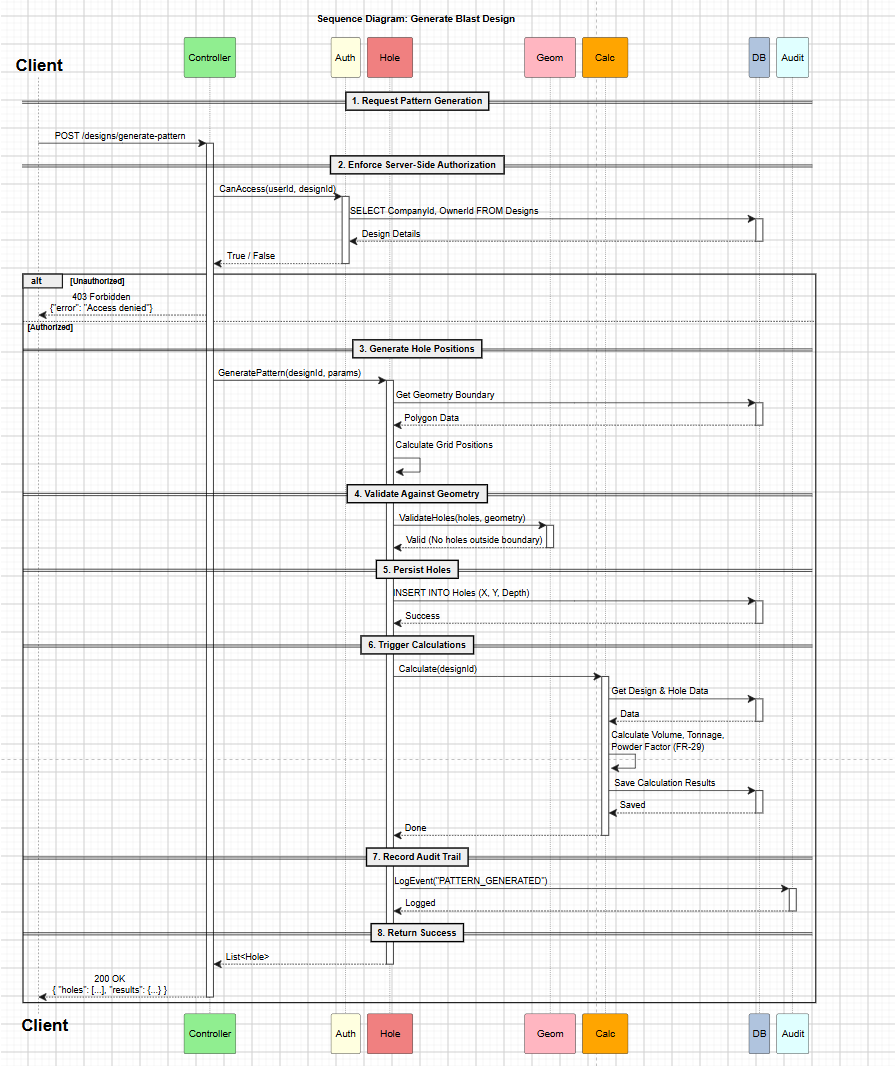 Sequence Diagram: Generate Blast Design
Client
Controller
Auth
Hole
Geom
Calc
DB
Audit
1. Request Pattern Generation
POST /designs/generate-pattern
2. Enforce Server-Side Authorization
CanAccess(userId, designId)
SELECT CompanyId, OwnerId FROM Designs
Design Details
True / False
alt
[Unauthorized]
403 Forbidden
{"error": "Access denied"}
[Authorized]
3. Generate Hole Positions
GeneratePattern(designId, params)
Get Geometry Boundary
Polygon Data
Calculate Grid Positions
4. Validate Against Geometry
ValidateHoles(holes, geometry)
Valid (No holes outside boundary)
5. Persist Holes
INSERT INTO Holes (X, Y, Depth)
Success
6. Trigger Calculations
Calculate(designId)
Get Design & Hole Data
Data
Calculate Volume, Tonnage,
Powder Factor (FR-29)
Save Calculation Results
Saved
Done
7. Record Audit Trail
LogEvent("PATTERN_GENERATED")
Logged
8. Return Success
List<Hole>
200 OK
{ "holes": [...], "results": {...} }
Client
Controller
Auth
Hole
Geom
Calc
DB
Audit